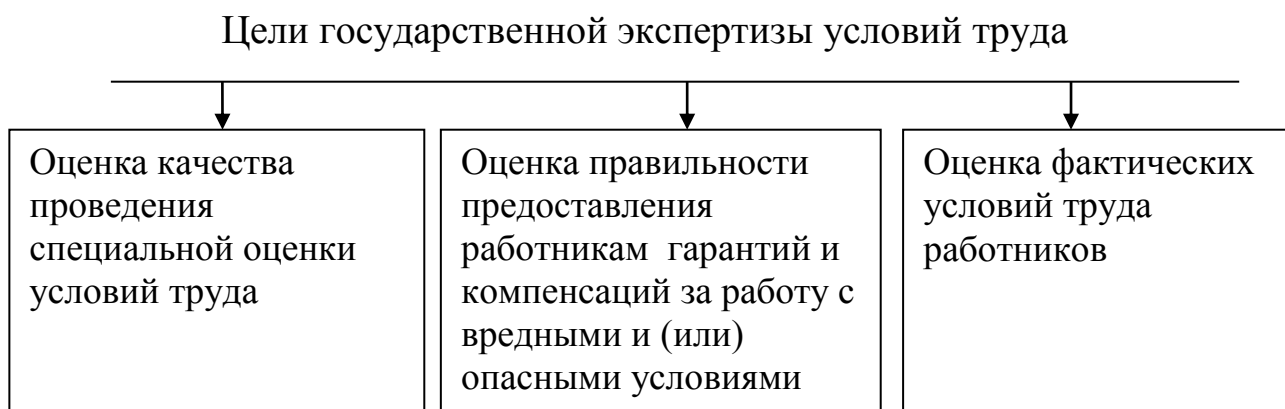 Цели государственной экспертизы условий труда
Оценка качества
проведения
специальной оценки
условий труда
Оценка правильности
предоставления
работникам гарантий и
компенсаций за работу с
вредными и (или)
опасными условиями
Оценка фактических
условий труда
работников